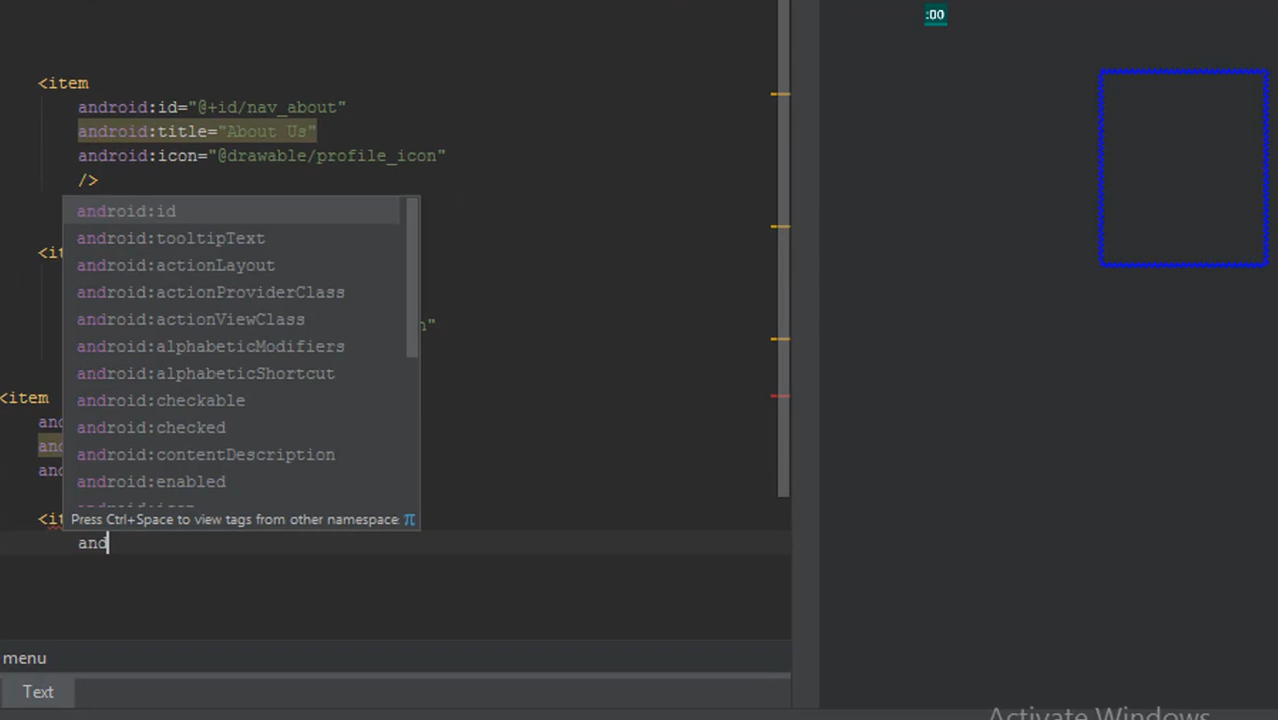 :00
<item
android:id="@+id/nav_about"
android:title="About Us"
android:icon="@drawable/profile_icon"
/>
android:id
android:tooltipText
android:actionLayout
android:actionProviderClass
android:actionViewClass
android:alphabeticModifiers
android:alphabeticShortcut
android:checkable
android:checked
android:contentDescription
android:enabled
Press Ctrl+Space to view tags from other namespace π
<item
and
menu
Text
Activate Windows